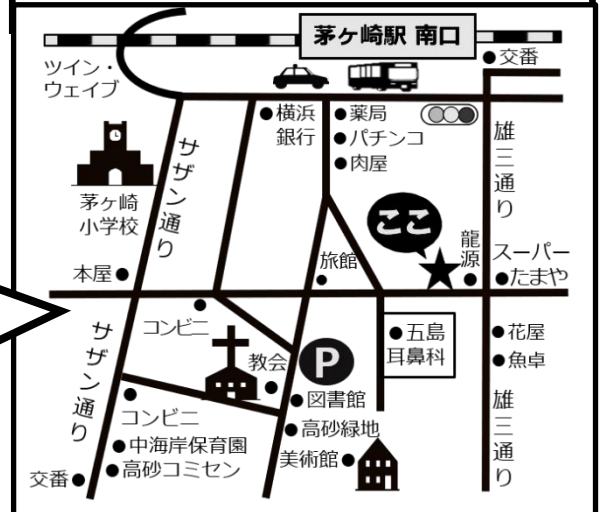 茅ヶ崎駅 南口
交番
ツイン・
ウェイブ
横浜
銀行
薬局
パチンコ
肉屋
雄三通り
サザン通り
茅ヶ崎
小学校
ここ
龍源
スーパー
たまや
旅館
本屋
コンビニ
サザン通り
教会
P
五島
耳鼻科
花屋
魚卓
図書館
コンビニ
高砂緑地
雄三通り
中海岸保育園
美術館
高砂コミセン
交番